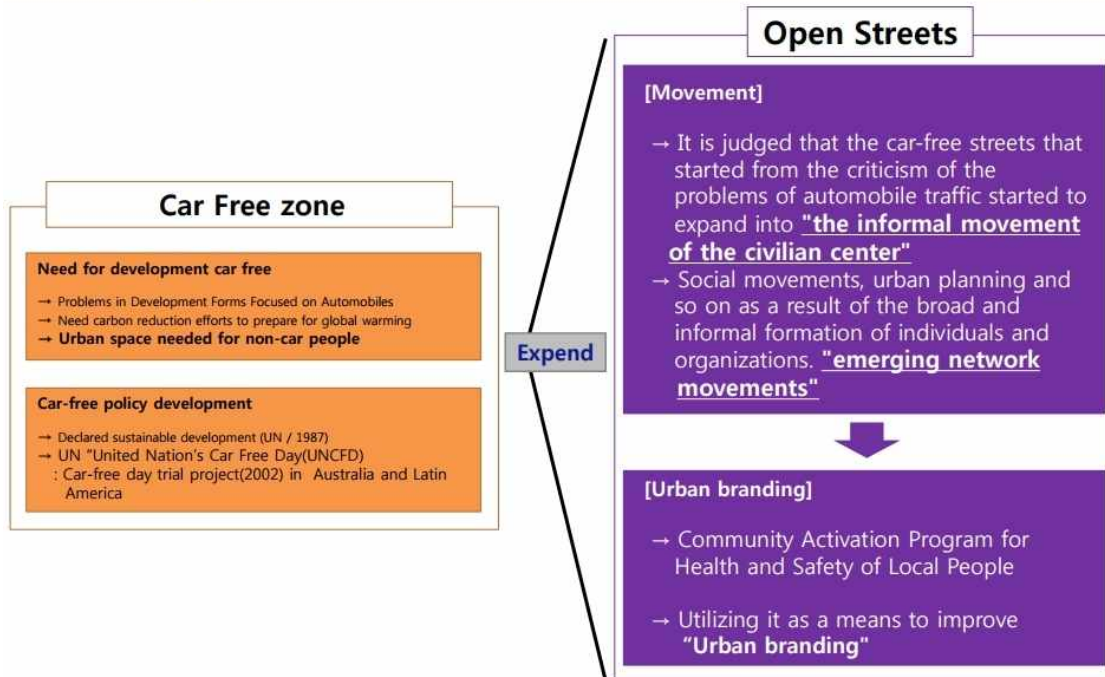 Car Free zone
Need for development car free
→ Problems in Development Forms Focused on Automobiles
→ Need carbon reduction efforts to prepare for global warming
→ Urban space needed for non-car people
Car-free policy development
→ Declared sustainable development (UN / 1987)
→ UN “United Nation's Car Free Day(UNCFD)
: Car-free day trial project(2002) in Australia and Latin
America
Expend
Open Streets
[Movement]
→ It is judged that the car-free streets that
started from the criticism of the
problems of automobile traffic started to
expand into "the informal movement
of the civilian center"
→ Social movements, urban planning and
so on as a result of the broad and
informal formation of individuals and
organizations. "emerging network
movements"
[Urban branding]
→ Community Activation Program for
Health and Safety of Local People
→ Utilizing it as a means to improve
“Urban branding"